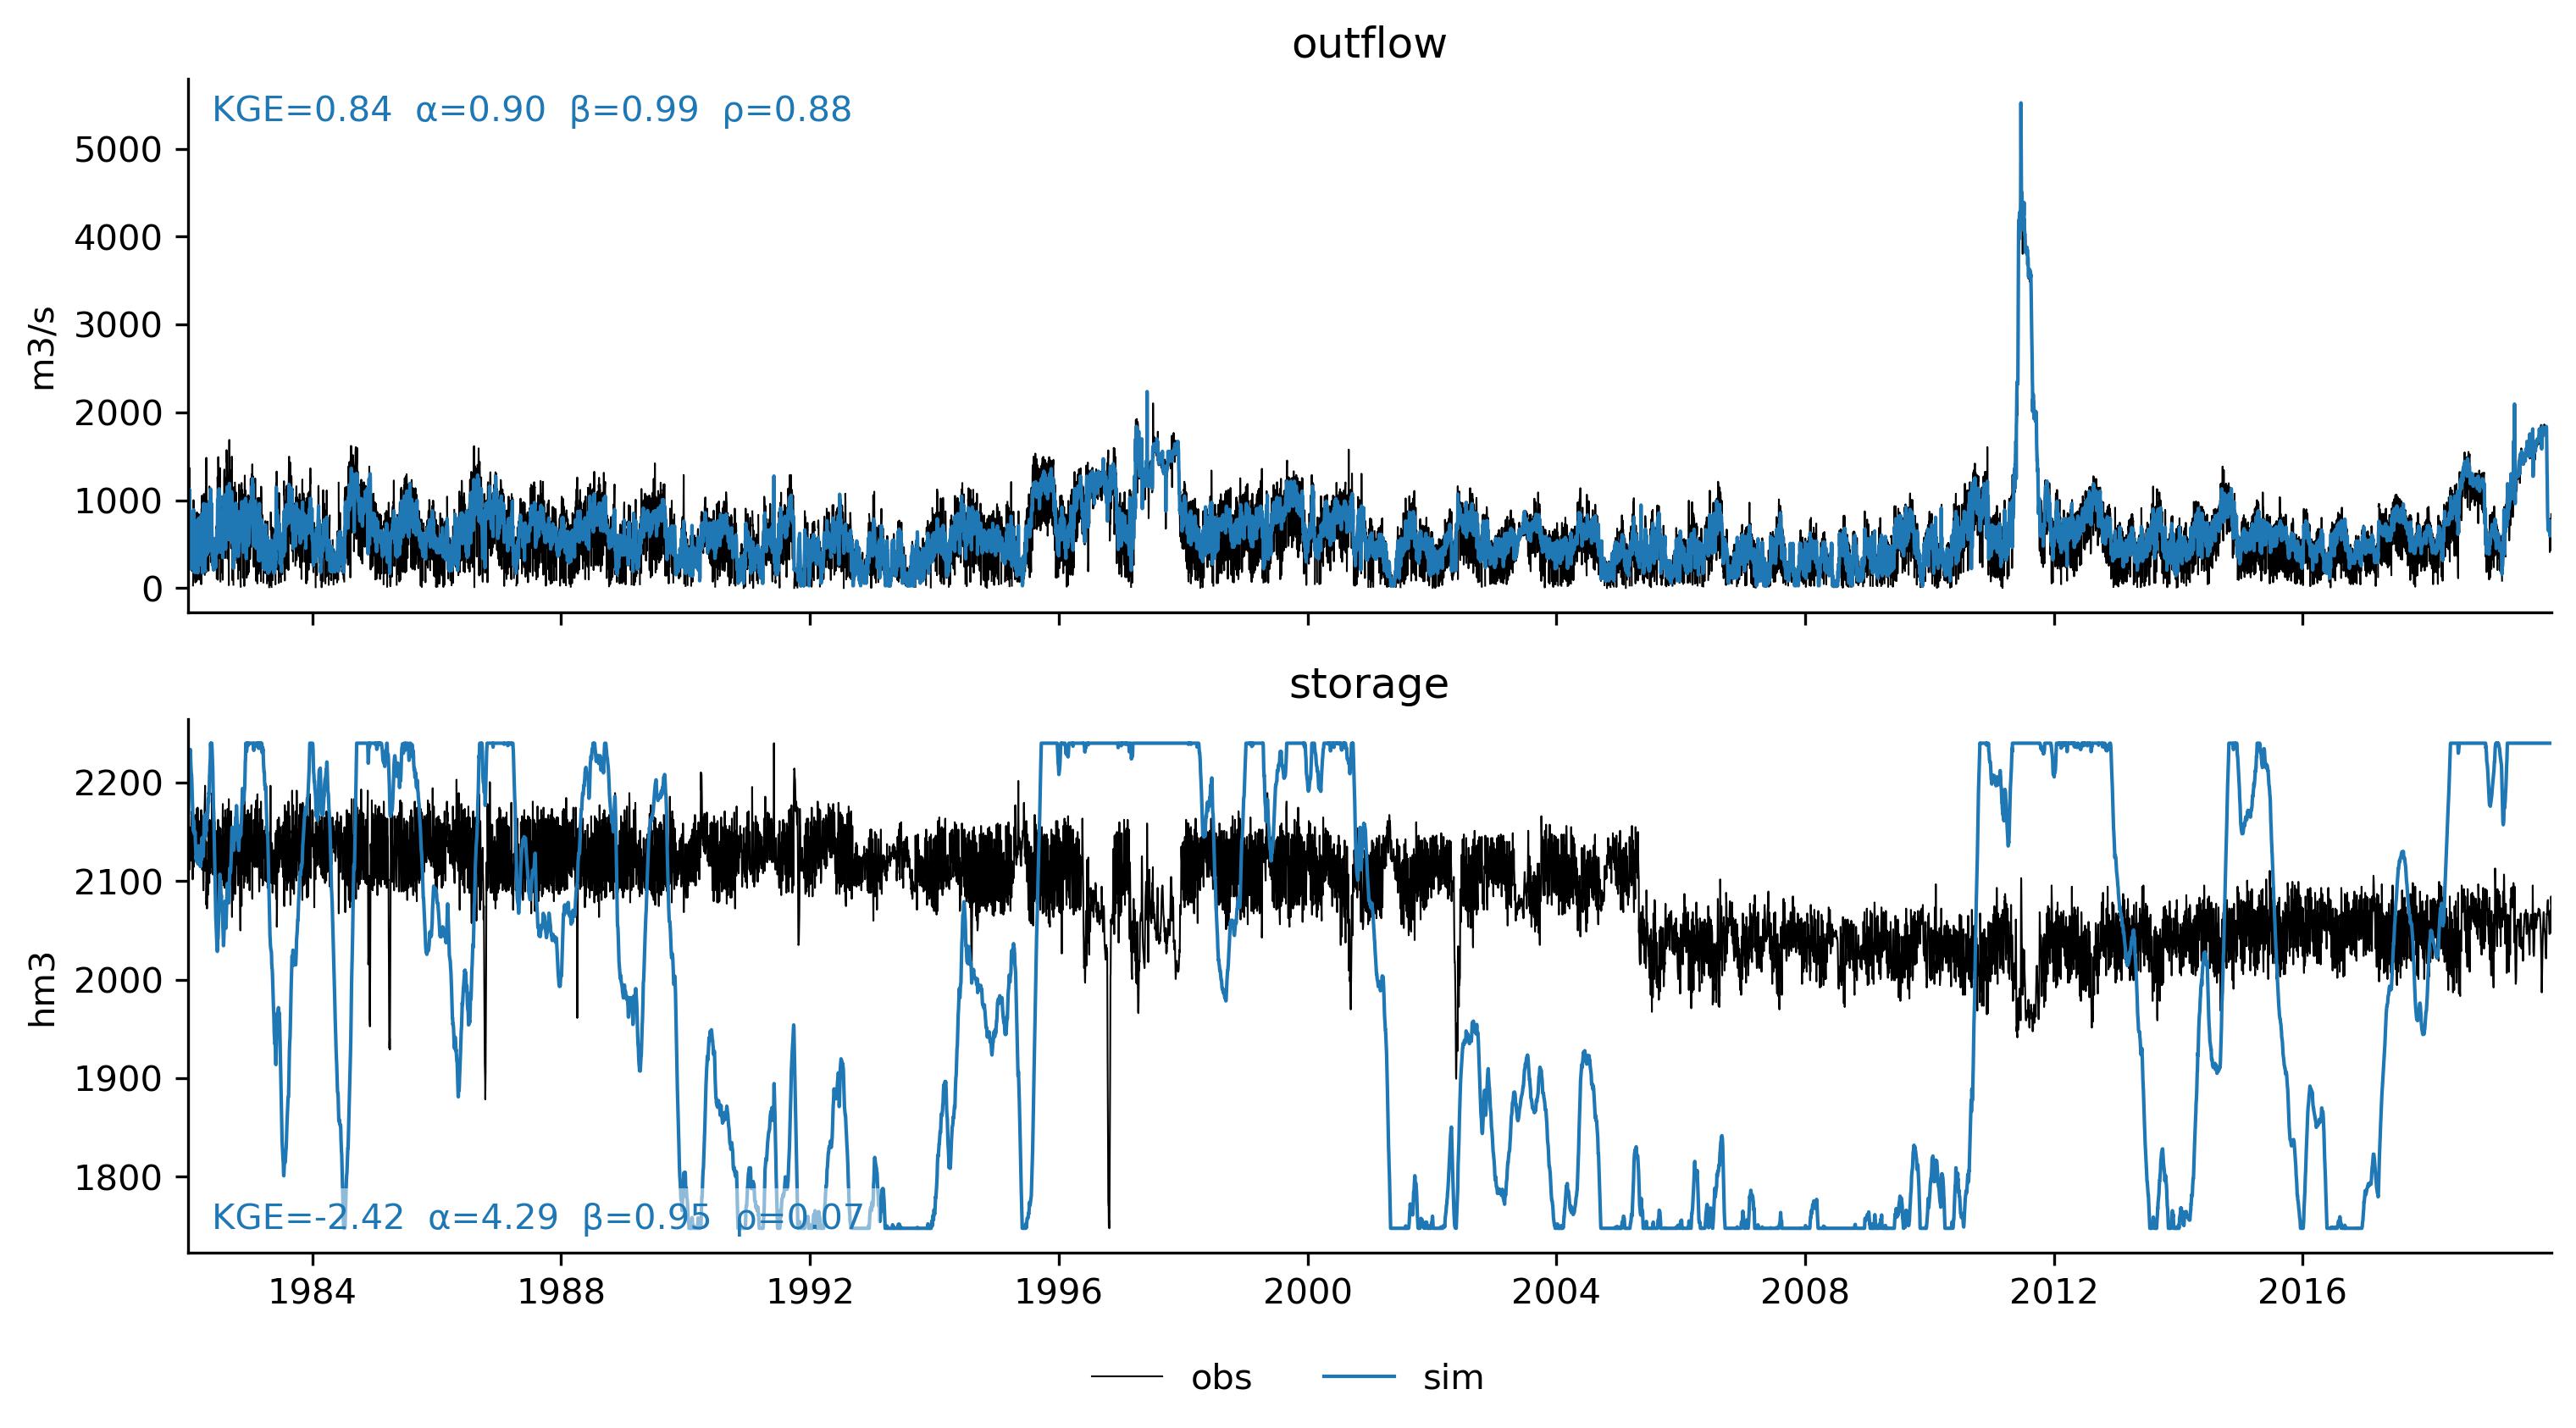 outflow
KGE=0.84 α=0.90 β=0.99 ρ=0.88
5000
4000
3000
2000
1000
0
m3/s
storage
2200
2100
2000
1900
1800
hm3
KGE=-2.42 α=4.29 β=0.95 ρ=0.07
1984 1988 1992 1996 2000 2004 2008 2012 2016
obs sim